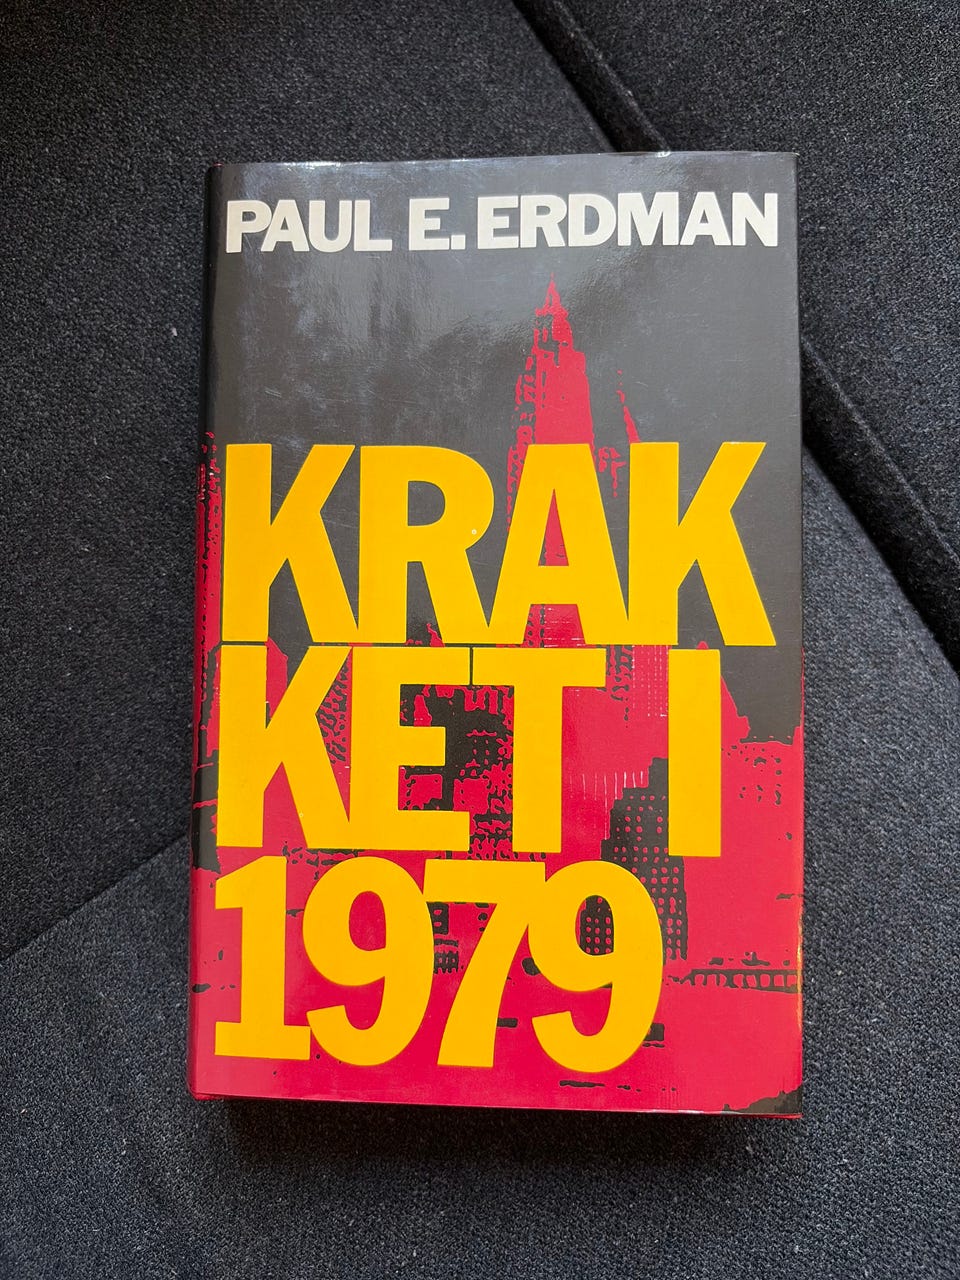 PAUL E. ERDMAN
KRAK
KET I
1979